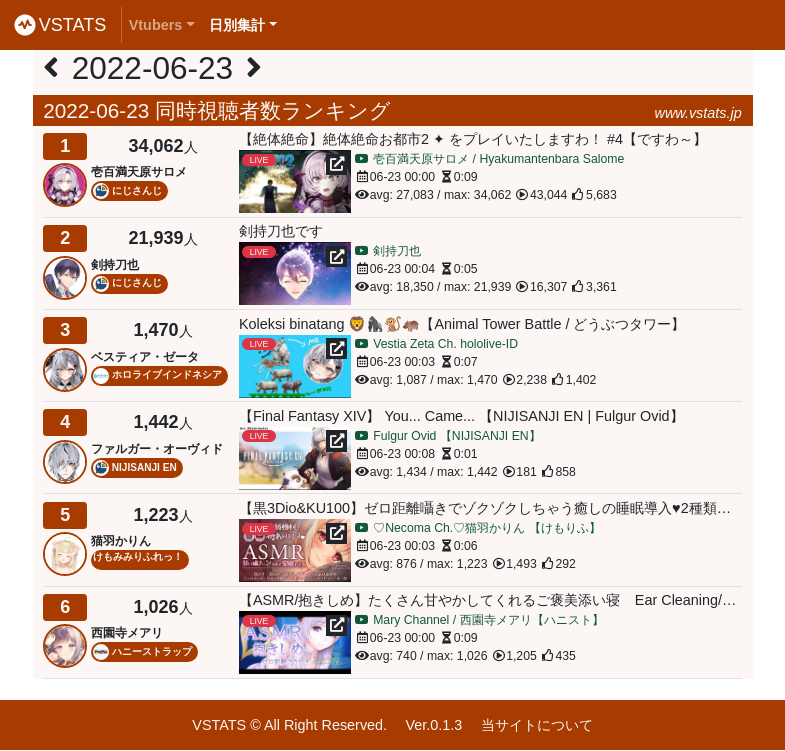 VSTATS Vtubers 日別集計
2022-06-23
2022-06-23 同時視聴者数ランキング www.vstats.jp
1 34,062人
壱百満天原サロメ
にじさんじ
【絶体絶命】絶体絶命お都市2 ✦ をプレイいたしますわ！ #4【ですわ～】
LIVE
壱百満天原サロメ / Hyakumantenbara Salome
06-23 00:00 0:09
avg: 27,083 / max: 34,062 43,044 5,683
2 21,939人
剣持刀也
にじさんじ
剣持刀也です
LIVE
剣持刀也
06-23 00:04 0:05
avg: 18,350 / max: 21,939 16,307 3,361
3 1,470人
ベスティア・ゼータ
ホロライブインドネシア
Koleksi binatang 🦁🦍🐒🦛【Animal Tower Battle / どうぶつタワー】
LIVE
Vestia Zeta Ch. hololive-ID
06-23 00:03 0:07
avg: 1,087 / max: 1,470 2,238 1,402
4 1,442人
ファルガー・オーヴィド
NIJISANJI EN
【Final Fantasy XIV】 You... Came... 【NIJISANJI EN | Fulgur Ovid】
LIVE
FINAL FANTASY XIV
Fulgur Ovid 【NIJISANJI EN】
06-23 00:08 0:01
avg: 1,434 / max: 1,442 181 858
5 1,223人
猫羽かりん
けもみみりふれっ！
【黒3Dio&KU100】ゼロ距離囁きでゾクゾクしちゃう癒しの睡眠導入♥2種類…
LIVE
ASMR
♡Necoma Ch.♡猫羽かりん 【けもりふ】
06-23 00:03 0:06
avg: 876 / max: 1,223 1,493 292
6 1,026人
西園寺メアリ
ハニーストラップ
【ASMR/抱きしめ】たくさん甘やかしてくれるご褒美添い寝　Ear Cleaning/…
LIVE
ASMR
抱きしめ
Mary Channel / 西園寺メアリ【ハニスト】
06-23 00:00 0:09
avg: 740 / max: 1,026 1,205 435
VSTATS © All Right Reserved. Ver.0.1.3 当サイトについて